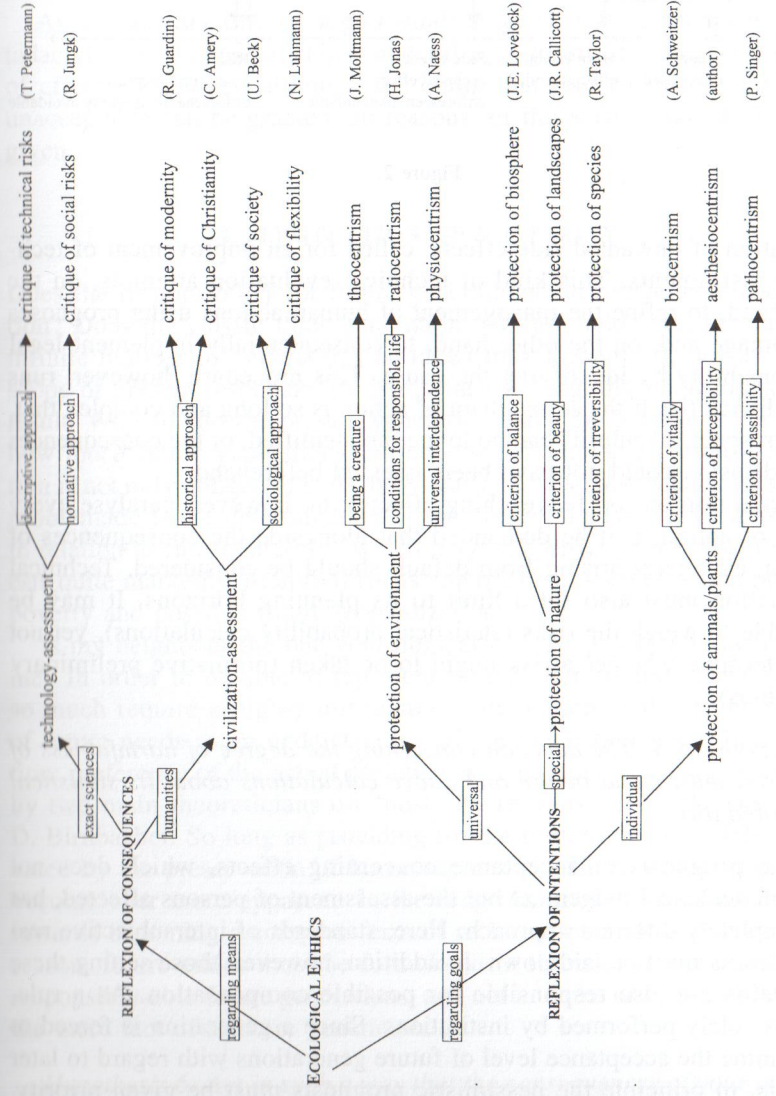 ECOLOGICAL ETHICS
regarding means
REFLEXION OF CONSEQUENCES
exact sciences
technology-assessment
descriptive approach
critique of technical risks (T. Petermann)
normative approach
critique of social risks (R. Jungk)
humanities
civilization-assessment
historical approach
critique of modernity (R. Guardini)
critique of Christianity (C. Amery)
sociological approach
critique of society (U. Beck)
critique of flexibility (N. Luhmann)
regarding goals
REFLEXION OF INTENTIONS
universal
protection of environment
being a creature
theocentrism (J. Moltmann)
conditions for responsible life
ratiocentrism (H. Jonas)
universal interdependence
physiocentrism (A. Naess)
special
protection of nature
criterion of balance
protection of biosphere (J.E. Lovelock)
criterion of beauty
protection of landscapes (J.R. Callicott)
criterion of irreversibility
protection of species (R. Taylor)
individual
protection of animals/plants
criterion of vitality
biocentrism (A. Schweitzer)
criterion of perceptibility
aesthesiocentrism (author)
criterion of passibility
pathocentrism (P. Singer)